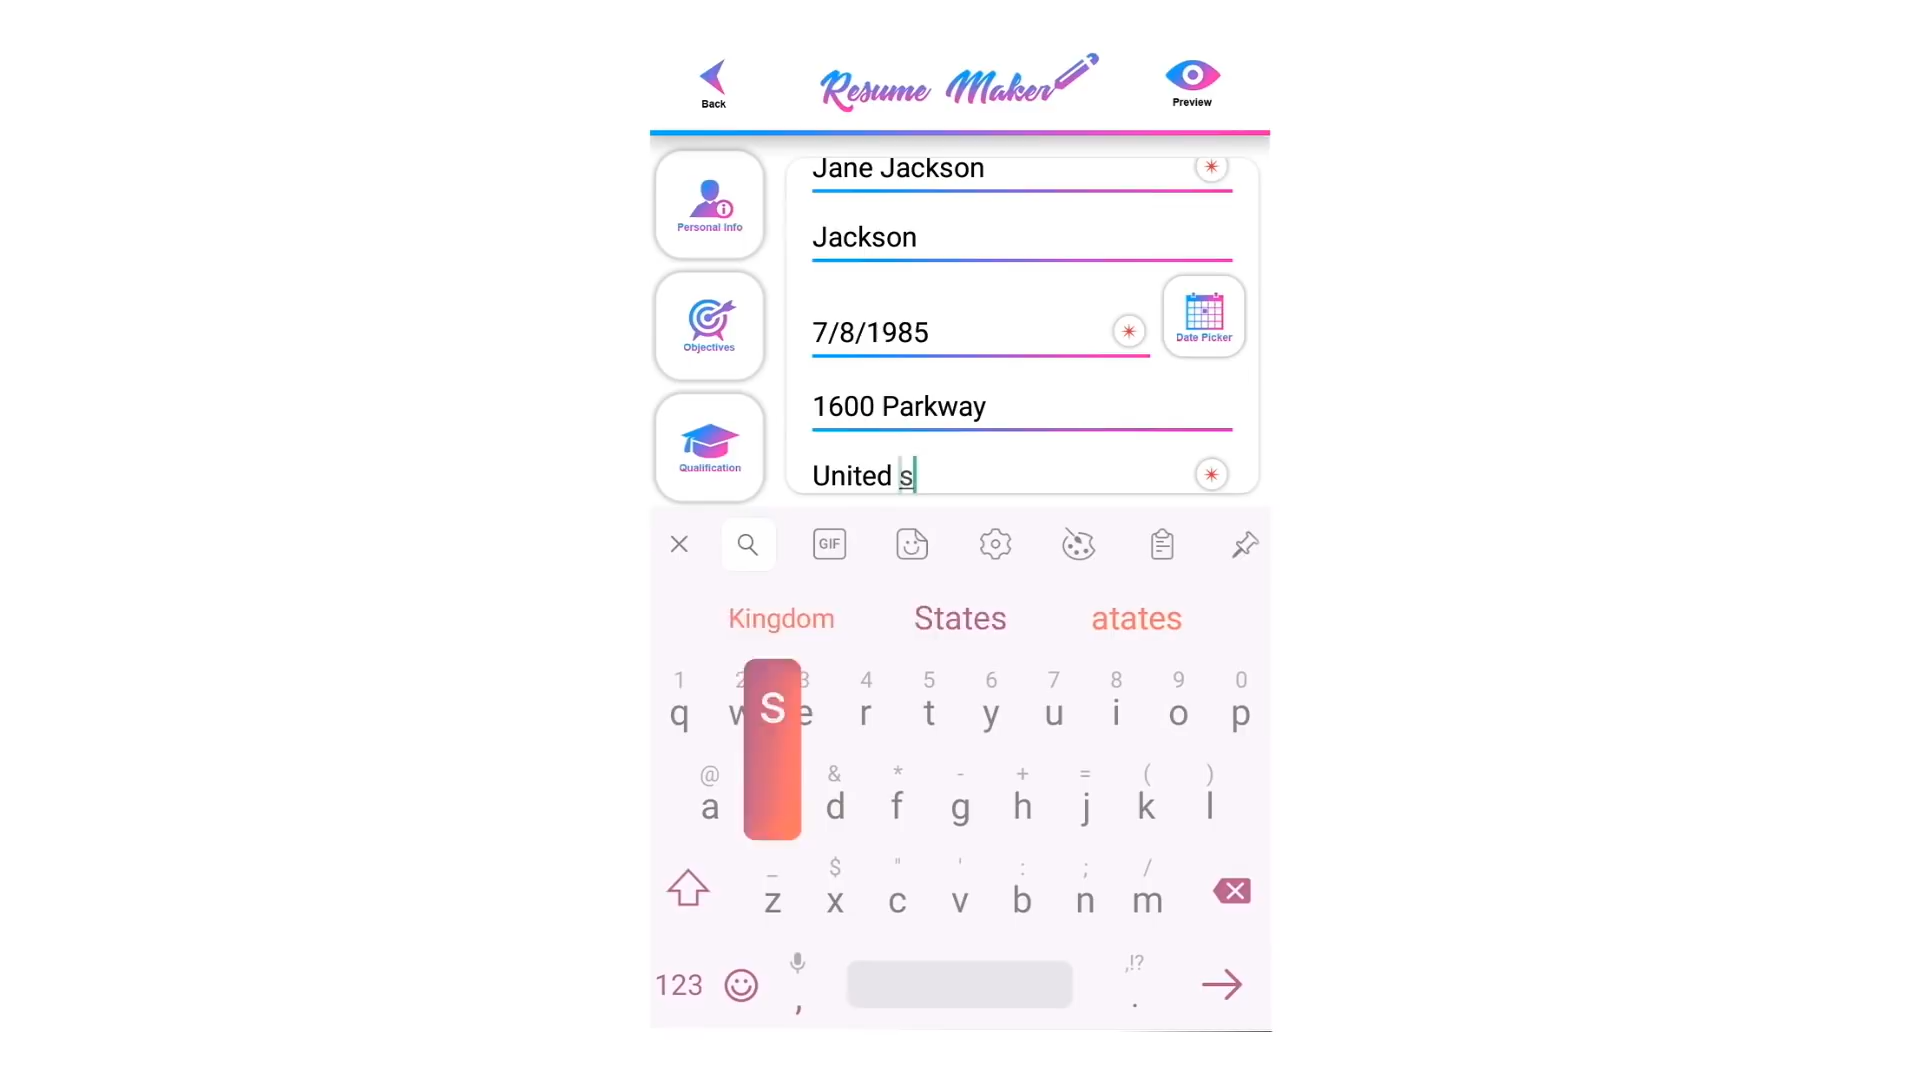 Resume Maker
Back
Preview
Jane Jackson
Personal Info
Jackson
7/8/1985
Date Picker
Objectives
1600 Parkway
Qualification
United s
GIF
Kingdom States atates
1 2 3 4 5 6 7 8 9 0
q w S e r t y u i o p
@ & * - + = ( )
a d f g h j k l
_ $ " ' : ; /
z x c v b n m
,!?
123 , .